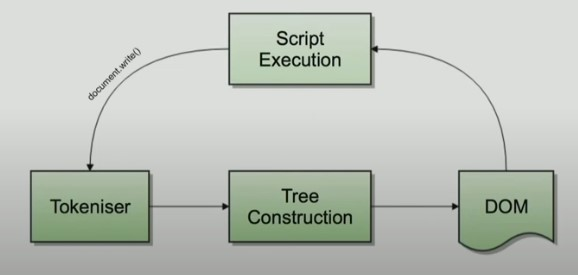 Script
Execution
document.write()
Tokeniser
Tree
Construction
DOM